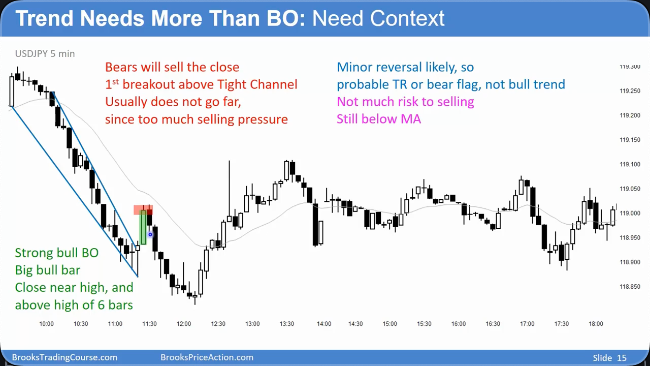 Trend Needs More Than BO: Need Context
USDJPY 5 min
Bears will sell the close
1st breakout above Tight Channel
Usually does not go far,
since too much selling pressure
Minor reversal likely, so
probable TR or bear flag, not bull trend
Not much risk to selling
Still below MA
Strong bull BO
Big bull bar
Close near high, and
above high of 6 bars
119.300
119.250
119.200
119.150
119.100
119.050
119.000
118.950
118.900
118.850
10:00 10:30 11:00 11:30 12:00 12:30 13:00 13:30 14:00 14:30 15:00 15:30 16:00 16:30 17:00 17:30 18:00
BrooksTradingCourse.com BrooksPriceAction.com Slide 15